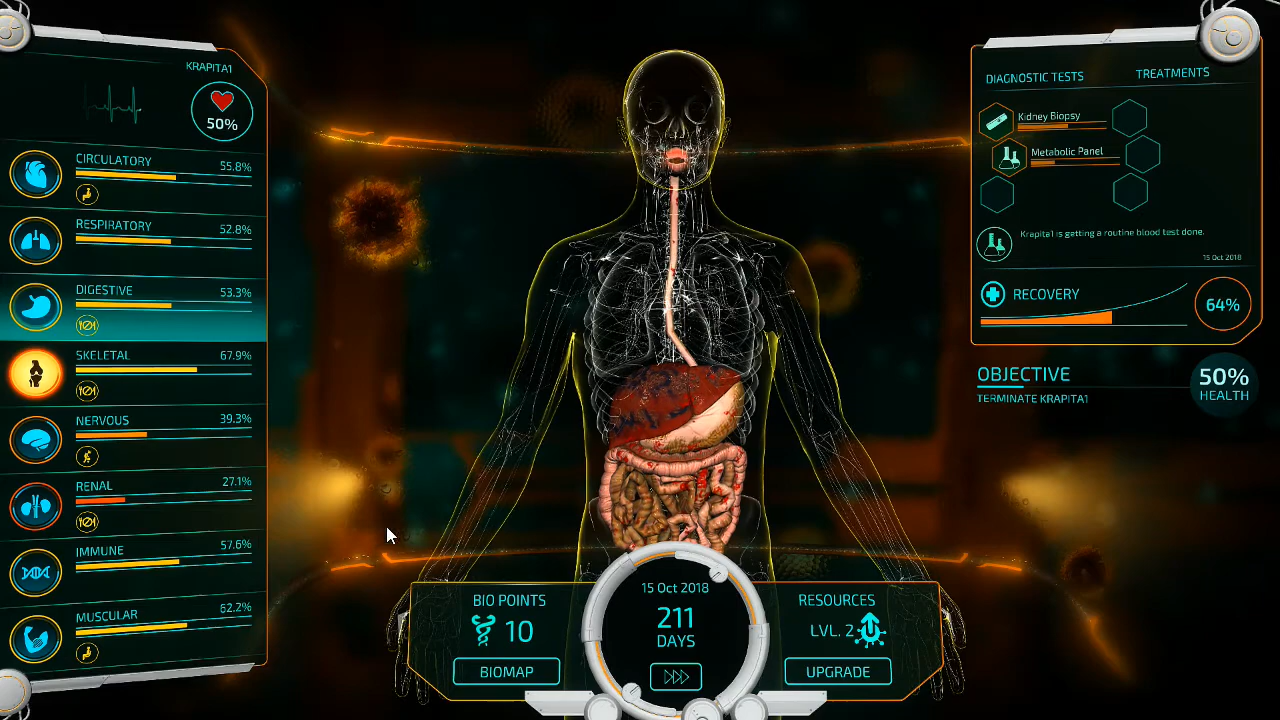 KRAPITA1
50%
CIRCULATORY 55.8%
RESPIRATORY 52.8%
DIGESTIVE 53.3%
SKELETAL 67.9%
NERVOUS 39.3%
RENAL 27.1%
IMMUNE 57.6%
MUSCULAR 62.2%
DIAGNOSTIC TESTS TREATMENTS
Kidney Biopsy
Metabolic Panel
Krapita1 is getting a routine blood test done.
15 Oct 2018
RECOVERY 64%
OBJECTIVE
TERMINATE KRAPITA1
50%
HEALTH
BIO POINTS
10
BIOMAP
15 Oct 2018
211
DAYS
RESOURCES
LVL. 2
UPGRADE